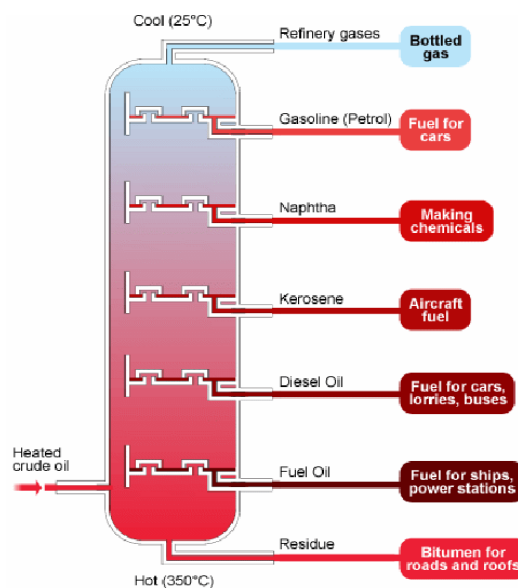 Cool (25°C)
Refinery gases
Bottled
gas
Gasoline (Petrol)
Fuel for
cars
Naphtha
Making
chemicals
Kerosene
Aircraft
fuel
Diesel Oil
Fuel for cars,
lorries, buses
Heated
crude oil
Fuel Oil
Fuel for ships,
power stations
Residue
Bitumen for
roads and roofs
Hot (350°C)